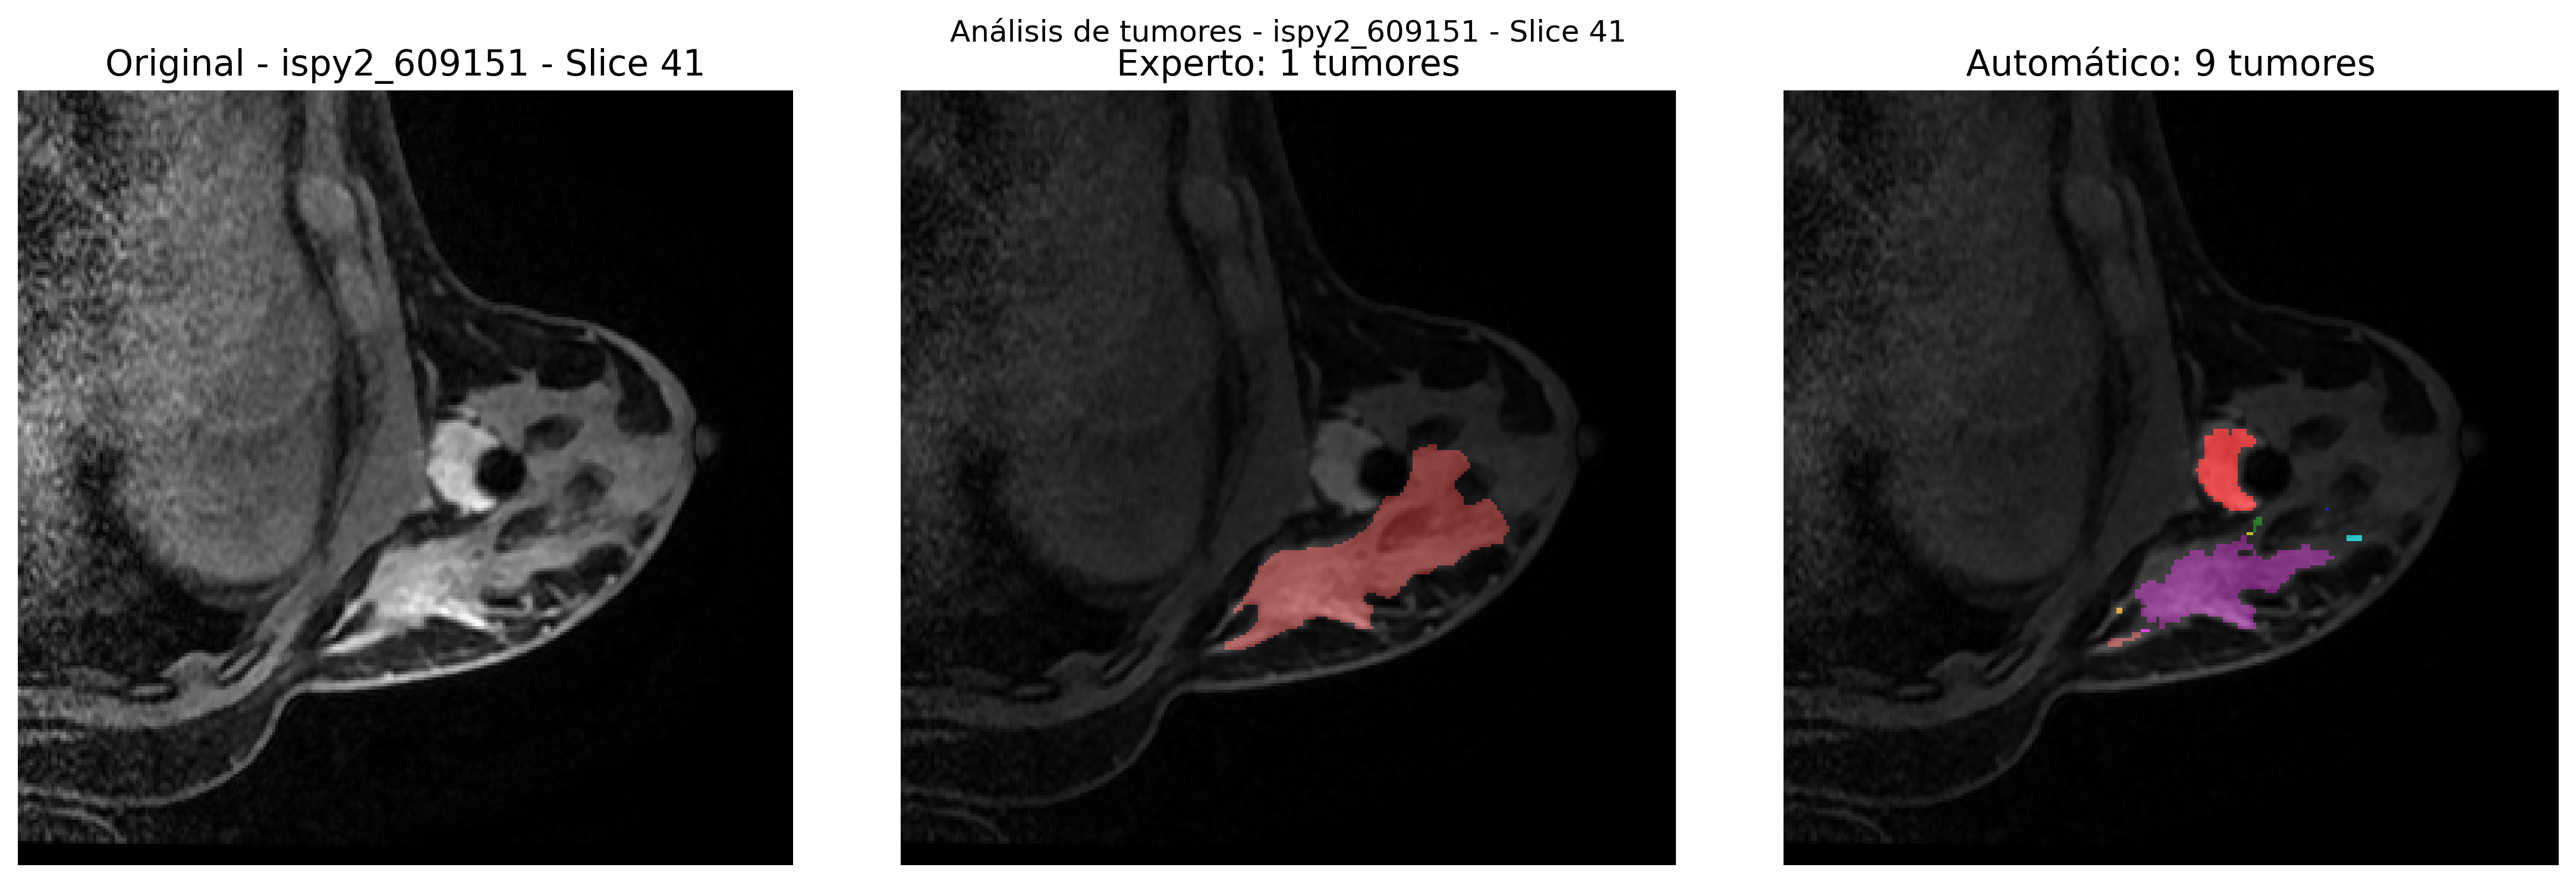 Análisis de tumores - ispy2_609151 - Slice 41
Original - ispy2_609151 - Slice 41
Experto: 1 tumores
Automático: 9 tumores